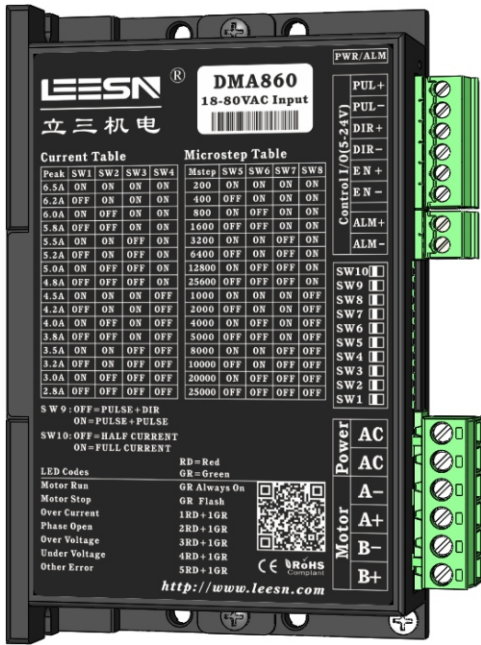 PWR/ALM
LEESN ®
立三机电
DMA860
18-80VAC Input
Current Table
Peak SW1 SW2 SW3 SW4
6.5A ON ON ON ON
6.2A OFF ON ON ON
6.0A ON OFF ON ON
5.8A OFF OFF ON ON
5.5A ON ON OFF ON
5.2A OFF ON OFF ON
5.0A ON OFF OFF ON
4.8A OFF OFF OFF ON
4.5A ON ON ON OFF
4.2A OFF ON ON OFF
4.0A ON OFF ON OFF
3.8A OFF OFF ON OFF
3.5A ON ON OFF OFF
3.2A OFF ON OFF OFF
3.0A ON OFF OFF OFF
2.8A OFF OFF OFF OFF
Microstep Table
Mstep SW5 SW6 SW7 SW8
200 ON ON ON ON
400 OFF ON ON ON
800 ON OFF ON ON
1600 OFF OFF ON ON
3200 ON ON OFF ON
6400 OFF ON OFF ON
12800 ON OFF OFF ON
25600 OFF OFF OFF ON
1000 ON ON ON OFF
2000 OFF ON ON OFF
4000 ON OFF ON OFF
5000 OFF OFF ON OFF
8000 ON ON OFF OFF
10000 OFF ON OFF OFF
20000 ON OFF OFF OFF
25000 OFF OFF OFF OFF
Control I/O(5-24V)
PUL+
PUL-
DIR+
DIR-
EN+
EN-
ALM+
ALM-
SW10
SW9
SW8
SW7
SW6
SW5
SW4
SW3
SW2
SW1
SW9:OFF=PULSE+DIR
ON=PULSE+PULSE
SW10:OFF=HALF CURRENT
ON=FULL CURRENT
RD=Red
LED Codes GR=Green
Motor Run GR Always On
Motor Stop GR Flash
Over Current 1RD+1GR
Phase Open 2RD+1GR
Over Voltage 3RD+1GR
Under Voltage 4RD+1GR
Other Error 5RD+1GR
CE RoHS
Compliant
http://www.leesn.com
Power
AC
AC
Motor
A-
A+
B-
B+